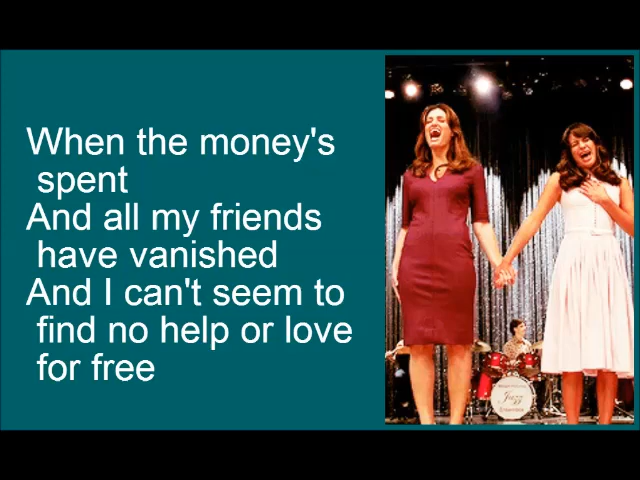 When the money's
spent
And all my friends
have vanished
And I can't seem to
find no help or love
for free
Jazz